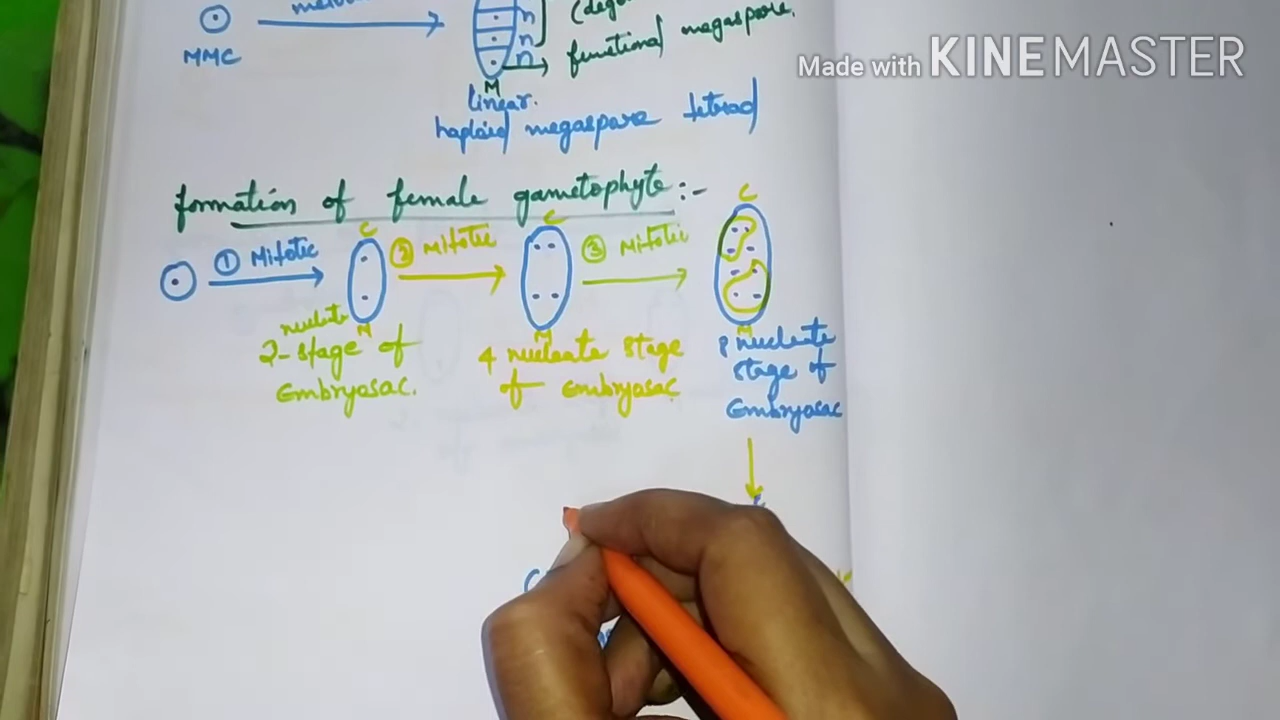 Made with KINEMASTER
MMC
n
n
n
functional megaspore.
M
linear.
haploid megaspore tetrad
formation of female gametophyte:-
① Mitotic
C
② Mitotic
C
③ Mitotic
C
nucleate
M
2-stage of
Embryosac.
M
4 nucleate stage
of embryosac
M
8 nucleate
stage of
Embryosac